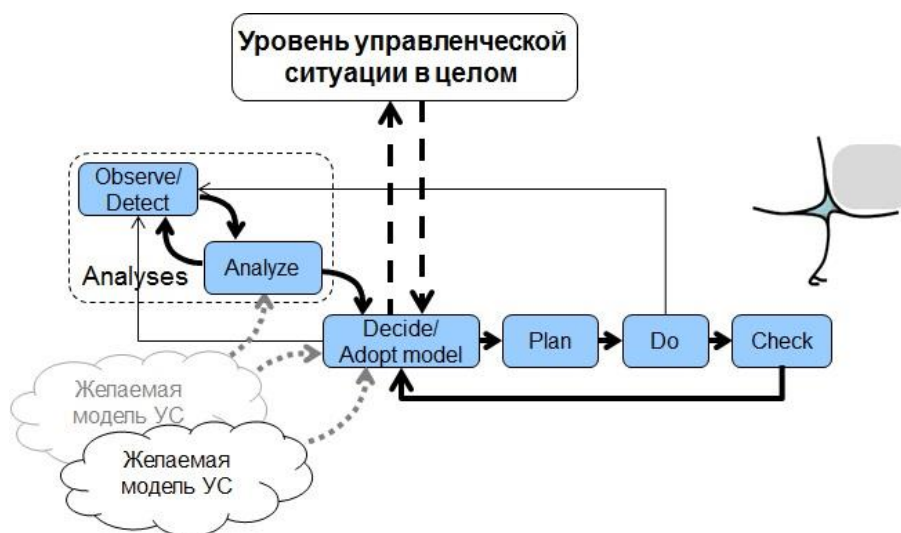 Уровень управленческой
ситуации в целом
Observe/
Detect
Analyses
Analyze
Decide/
Adopt model
Plan
Do
Check
Желаемая
модель УС
Желаемая
модель УС